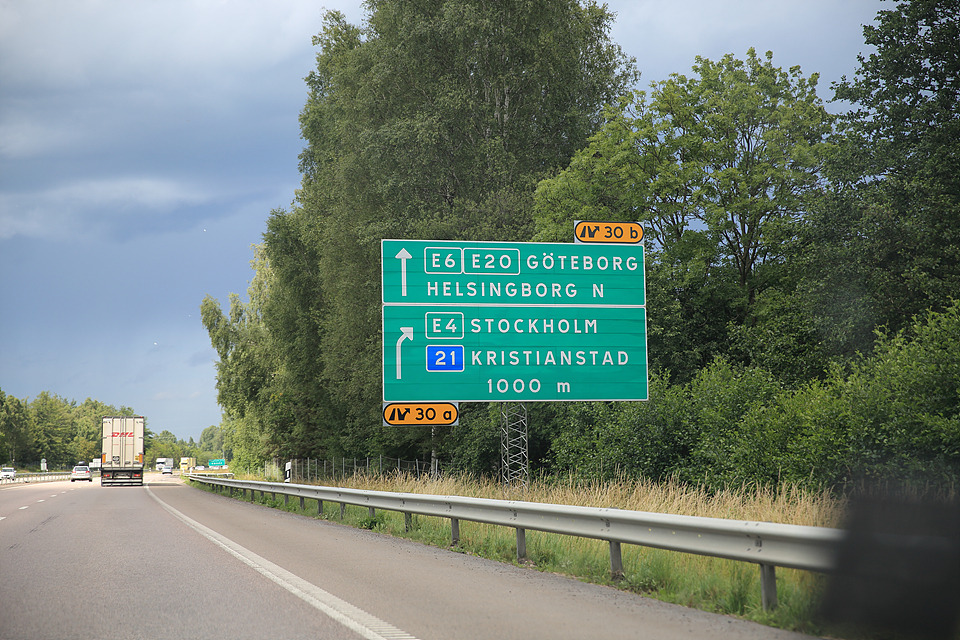 30 b
E6 E20 GÖTEBORG
HELSINGBORG N
E4 STOCKHOLM
21 KRISTIANSTAD
1000 m
30 a
DHL